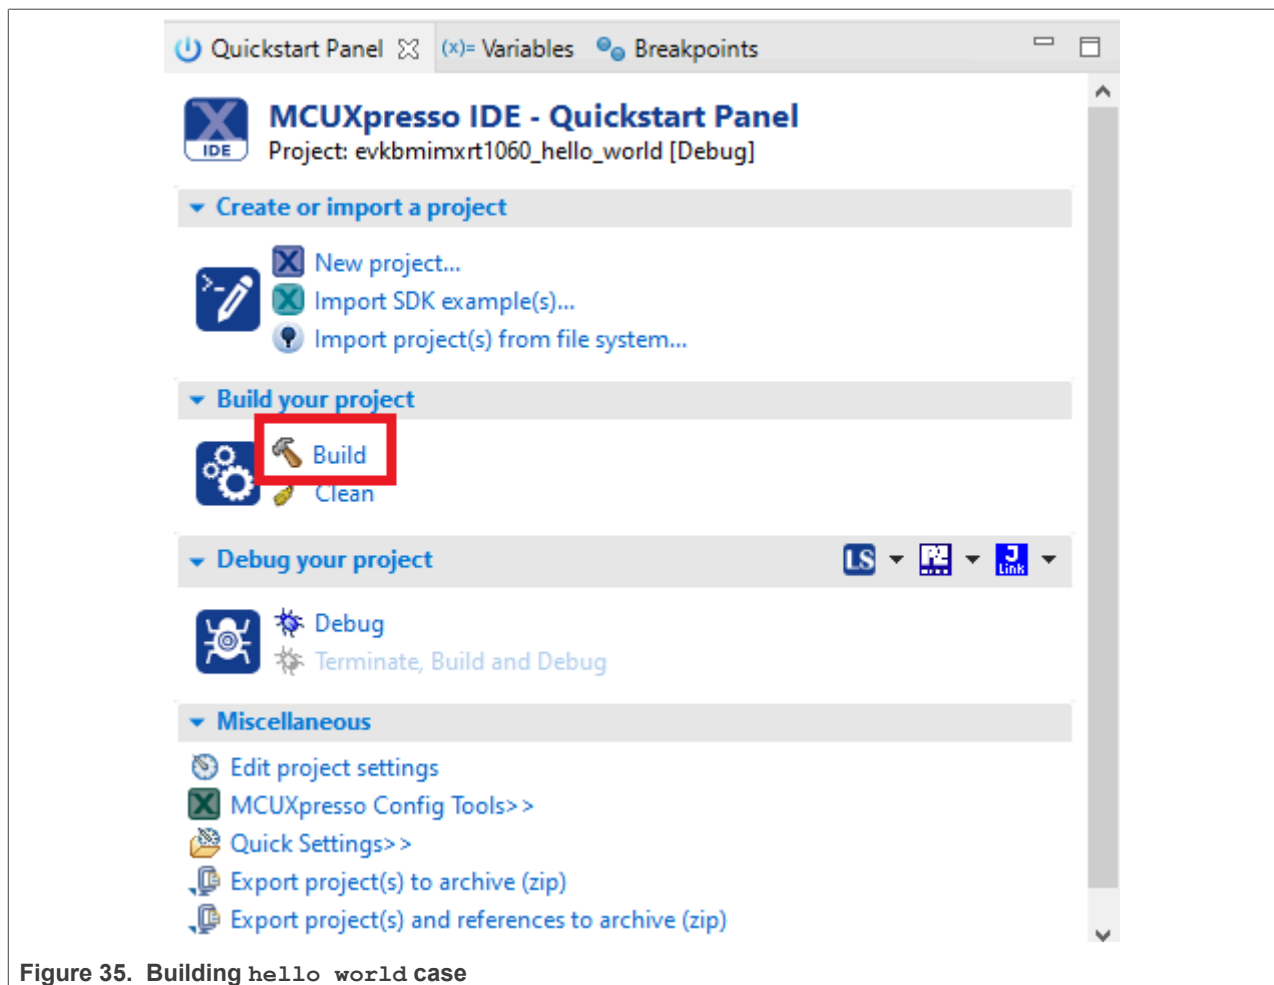 Quickstart Panel (x)= Variables Breakpoints
IDE
MCUXpresso IDE - Quickstart Panel
Project: evkbmimxrt1060_hello_world [Debug]
Create or import a project
New project...
Import SDK example(s)...
Import project(s) from file system...
Build your project
Build
Clean
Debug your project LS J Link
Debug
Terminate, Build and Debug
Miscellaneous
Edit project settings
MCUXpresso Config Tools>>
Quick Settings>>
Export project(s) to archive (zip)
Export project(s) and references to archive (zip)
Figure 35. Building hello world case